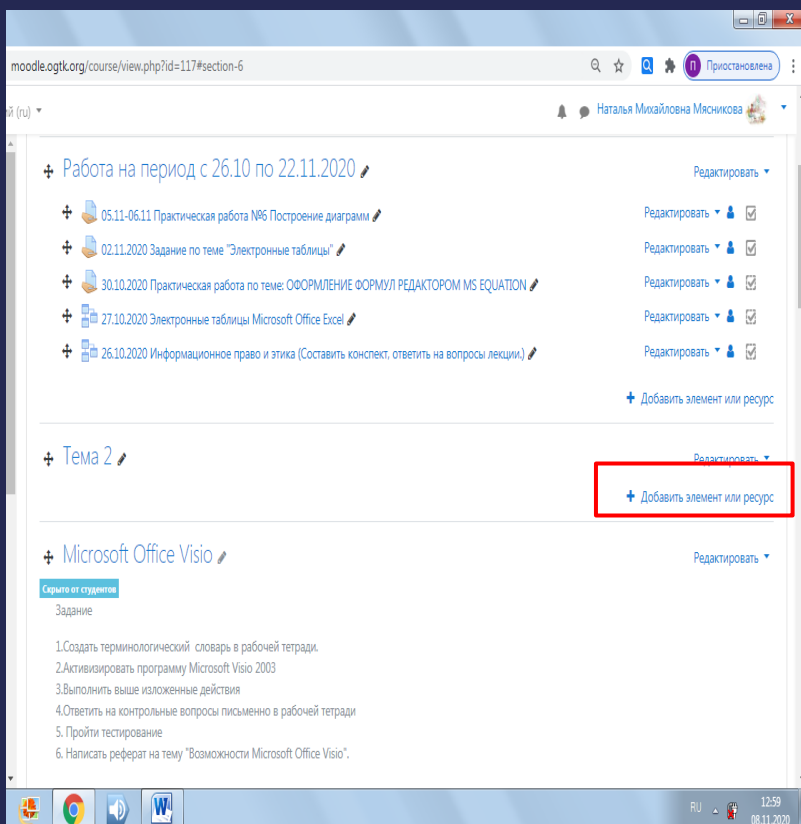 X
moodle.ogtk.org/course/view.php?id=117#section-6
П Приостановлена
ий (ru)
Наталья Михайловна Мясникова
Работа на период с 26.10 по 22.11.2020
Редактировать
05.11-06.11 Практическая работа №6 Построение диаграмм
Редактировать
02.11.2020 Задание по теме "Электронные таблицы"
Редактировать
30.10.2020 Практическая работа по теме: ОФОРМЛЕНИЕ ФОРМУЛ РЕДАКТОРОМ MS EQUATION
Редактировать
27.10.2020 Электронные таблицы Microsoft Office Excel
Редактировать
26.10.2020 Информационное право и этика (Составить конспект, ответить на вопросы лекции.)
Редактировать
+ Добавить элемент или ресурс
Тема 2
Редактировать
+ Добавить элемент или ресурс
Microsoft Office Visio
Редактировать
Скрыто от студентов
Задание
1.Создать терминологический словарь в рабочей тетради.
2.Активизировать программу Microsoft Visio 2003
3.Выполнить выше изложенные действия
4.Ответить на контрольные вопросы письменно в рабочей тетради
5. Пройти тестирование
6. Написать реферат на тему "Возможности Microsoft Office Visio".
W
RU
12:59
08.11.2020